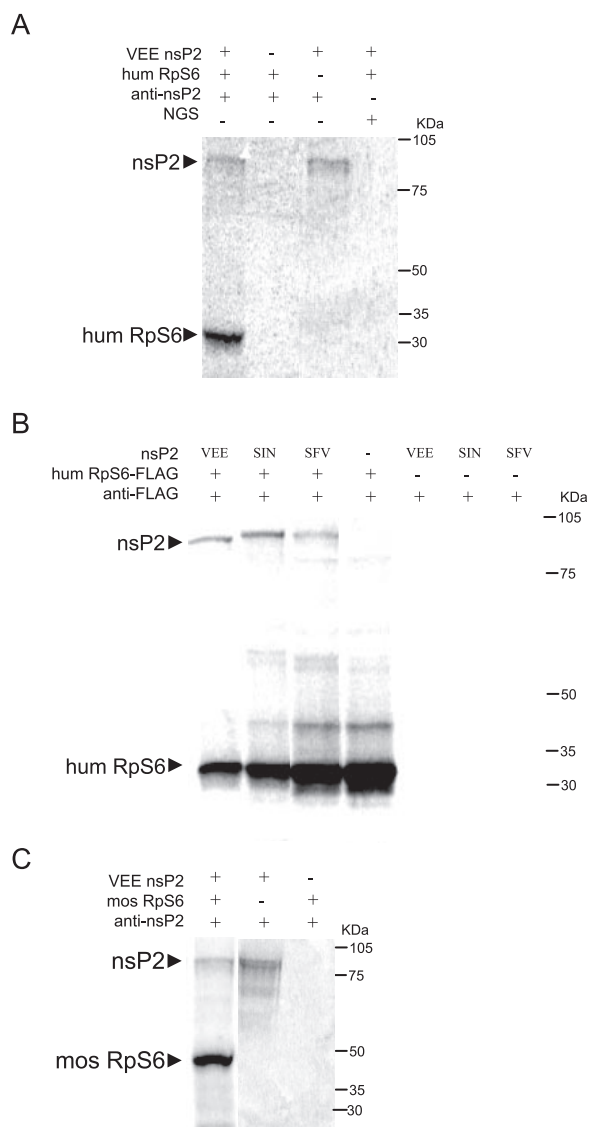 A
VEE nsP2 + - + +
hum RpS6 + + - +
anti-nsP2 + + + -
NGS - - - +
KDa
105
nsP2
75
50
35
hum RpS6
30
B
nsP2 VEE SIN SFV - VEE SIN SFV
hum RpS6-FLAG + + + + - - -
anti-FLAG + + + + + + +
KDa
105
nsP2
75
50
35
hum RpS6
30
C
VEE nsP2 + + -
mos RpS6 + - +
anti-nsP2 + + +
KDa
105
nsP2
75
50
mos RpS6
35
30